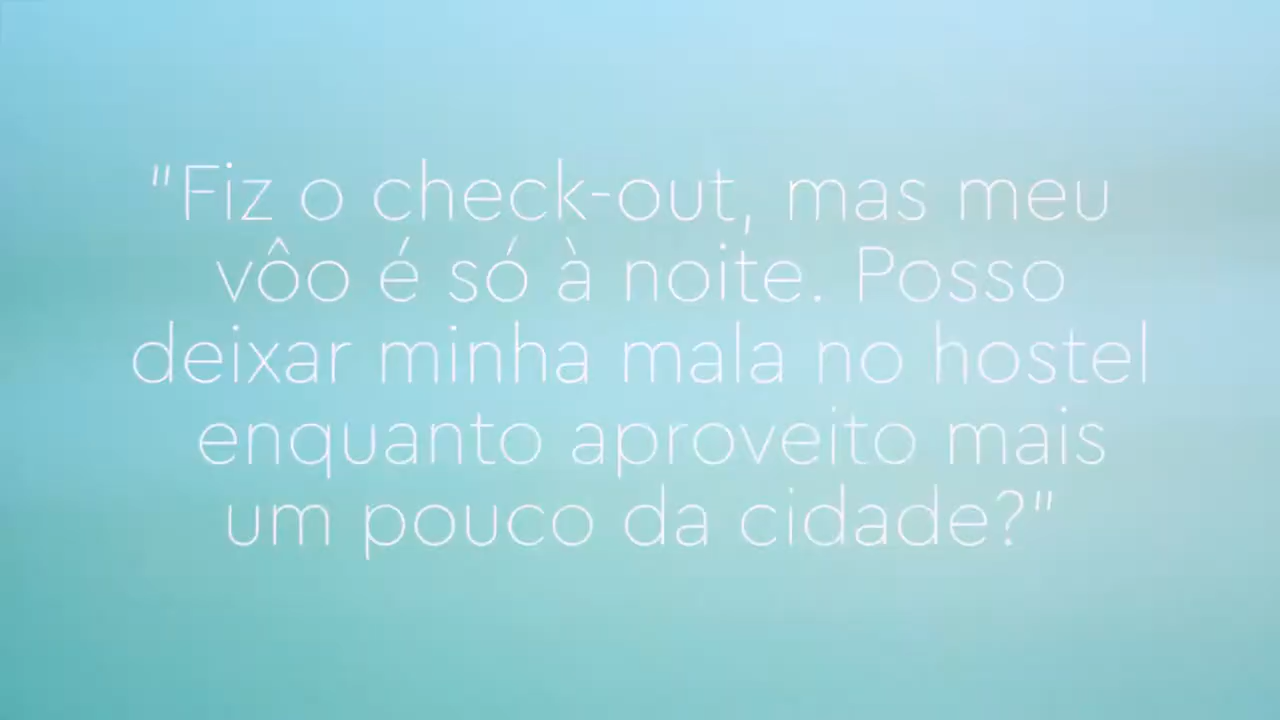 "Fiz o check-out, mas meu
vôo é só à noite. Posso
deixar minha mala no hostel
enquanto aproveito mais
um pouco da cidade?"